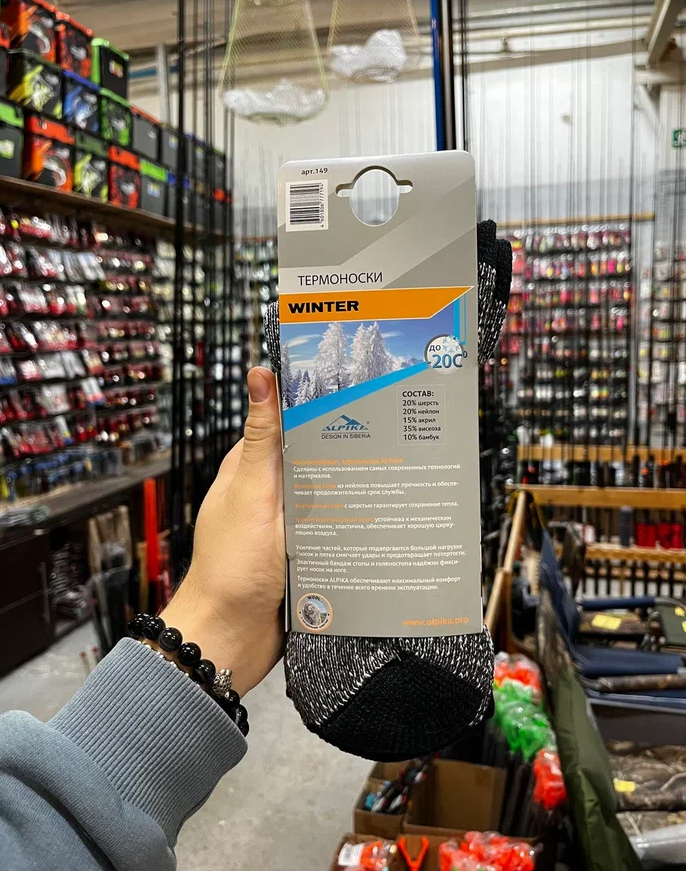 арт.149
ТЕРМОНОСКИ
WINTER
ДО
-20С°
СОСТАВ:
20% шерсть
20% нейлон
15% акрил
35% вискоза
10% бамбук
ALPIKA
DESIGN IN SIBERIA
ALPIKA
Сделаны с использованием самых современных технологий
и материалов.
из нейлона повышает прочность и обеспе-
чивает продолжительный срок службы.
с шерстью гарантирует сохранение тепла.
устойчива к механическим
воздействиям, эластична, обеспечивает хорошую цирку-
ляцию воздуха.
Усиление частей, которые подвергаются большой нагрузке
(носок и пятка смягчает удары и предотвращает потертости.
Эластичный бандаж стопы и голеностопа надёжно фикси-
рует носок на ноге.
Термоноски ALPIKA обеспечивают максимальный комфорт
и удобство в течение всего времени эксплуатации.
WOOL
www.alpika.pro